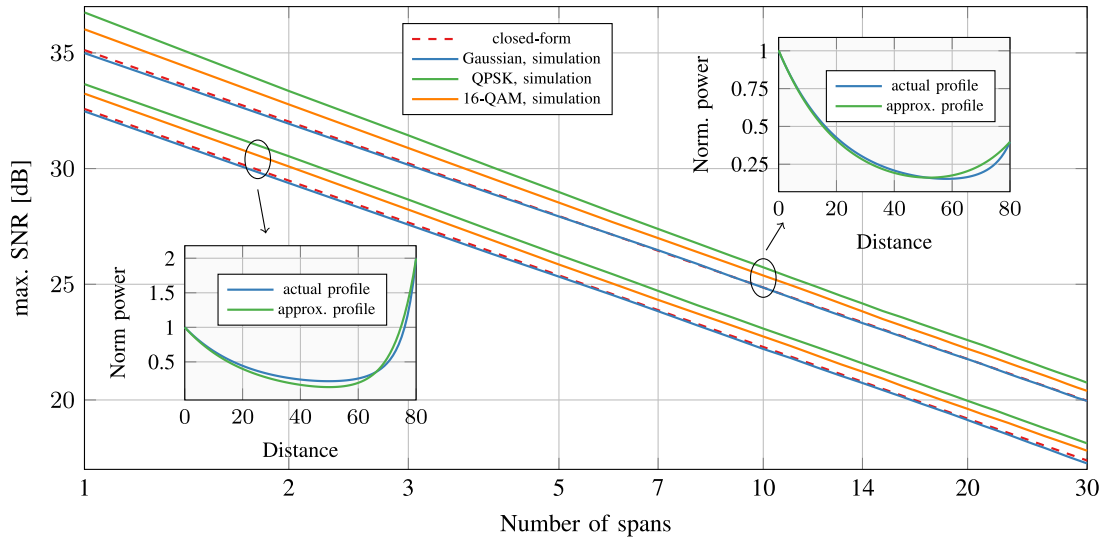 closed-form
Gaussian, simulation
QPSK, simulation
16-QAM, simulation
max. SNR [dB]
35
30
25
20
1
2
3
5
7
10
14
20
30
Number of spans
Norm. power
1
0.75
0.5
0.25
actual profile
approx. profile
0
20
40
60
80
Distance
Norm power
2
1.5
1
0.5
actual profile
approx. profile
0
20
40
60
80
Distance